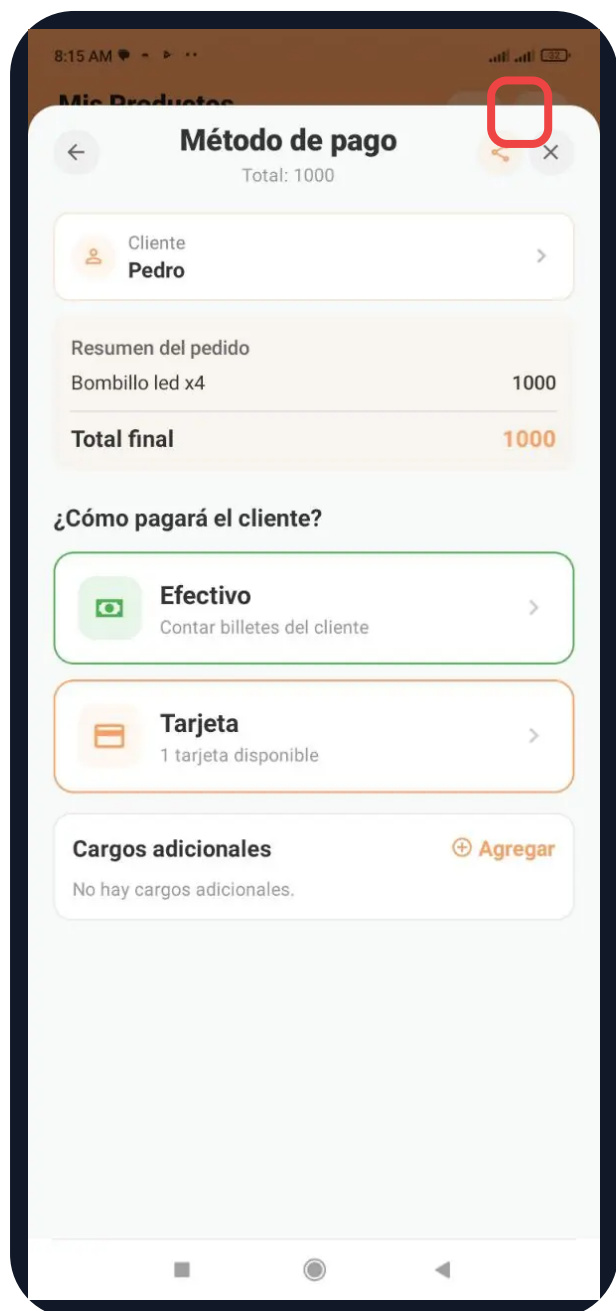 8:15 AM
32
Mis Productos
Método de pago
Total: 1000
Cliente
Pedro
Resumen del pedido
Bombillo led x4 1000
Total final 1000
¿Cómo pagará el cliente?
Efectivo
Contar billetes del cliente
Tarjeta
1 tarjeta disponible
Cargos adicionales Agregar
No hay cargos adicionales.